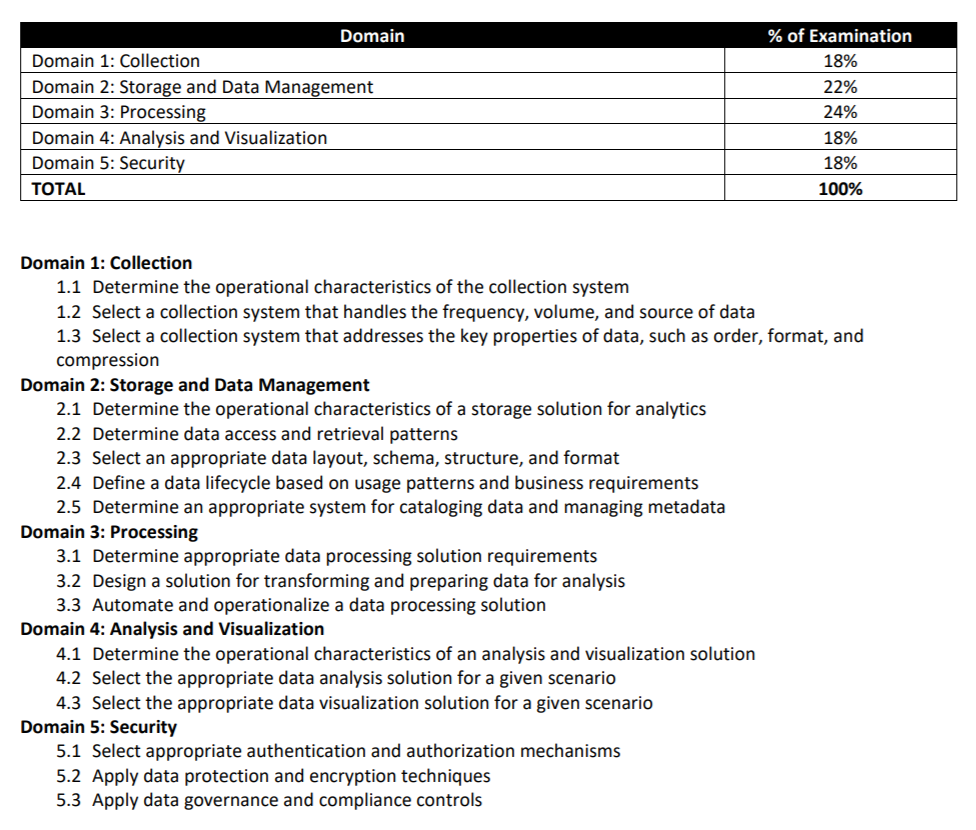 Domain % of Examination
Domain 1: Collection 18%
Domain 2: Storage and Data Management 22%
Domain 3: Processing 24%
Domain 4: Analysis and Visualization 18%
Domain 5: Security 18%
TOTAL 100%
Domain 1: Collection
1.1 Determine the operational characteristics of the collection system
1.2 Select a collection system that handles the frequency, volume, and source of data
1.3 Select a collection system that addresses the key properties of data, such as order, format, and
compression
Domain 2: Storage and Data Management
2.1 Determine the operational characteristics of a storage solution for analytics
2.2 Determine data access and retrieval patterns
2.3 Select an appropriate data layout, schema, structure, and format
2.4 Define a data lifecycle based on usage patterns and business requirements
2.5 Determine an appropriate system for cataloging data and managing metadata
Domain 3: Processing
3.1 Determine appropriate data processing solution requirements
3.2 Design a solution for transforming and preparing data for analysis
3.3 Automate and operationalize a data processing solution
Domain 4: Analysis and Visualization
4.1 Determine the operational characteristics of an analysis and visualization solution
4.2 Select the appropriate data analysis solution for a given scenario
4.3 Select the appropriate data visualization solution for a given scenario
Domain 5: Security
5.1 Select appropriate authentication and authorization mechanisms
5.2 Apply data protection and encryption techniques
5.3 Apply data governance and compliance controls